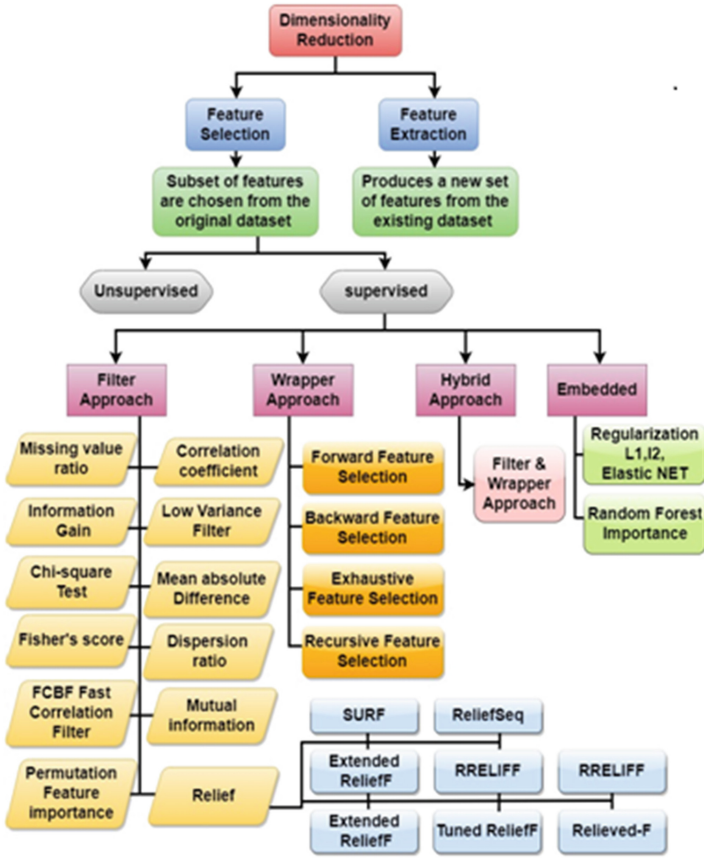 Dimensionality
Reduction
Feature
Selection
Feature
Extraction
Subset of features
are chosen from the
original dataset
Produces a new set
of features from the
existing dataset
Unsupervised
supervised
Filter
Approach
Wrapper
Approach
Hybrid
Approach
Embedded
Missing value
ratio
Correlation
coefficient
Information
Gain
Low Variance
Filter
Chi-square
Test
Mean absolute
Difference
Fisher's score
Dispersion
ratio
FCBF Fast
Correlation
Filter
Mutual
information
Permutation
Feature
importance
Relief
Forward Feature
Selection
Backward Feature
Selection
Exhaustive
Feature Selection
Recursive Feature
Selection
Filter &
Wrapper
Approach
Regularization
L1,l2,
Elastic NET
Random Forest
Importance
SURF
ReliefSeq
Extended
ReliefF
RRELIFF
RRELIFF
Extended
ReliefF
Tuned ReliefF
Relieved-F